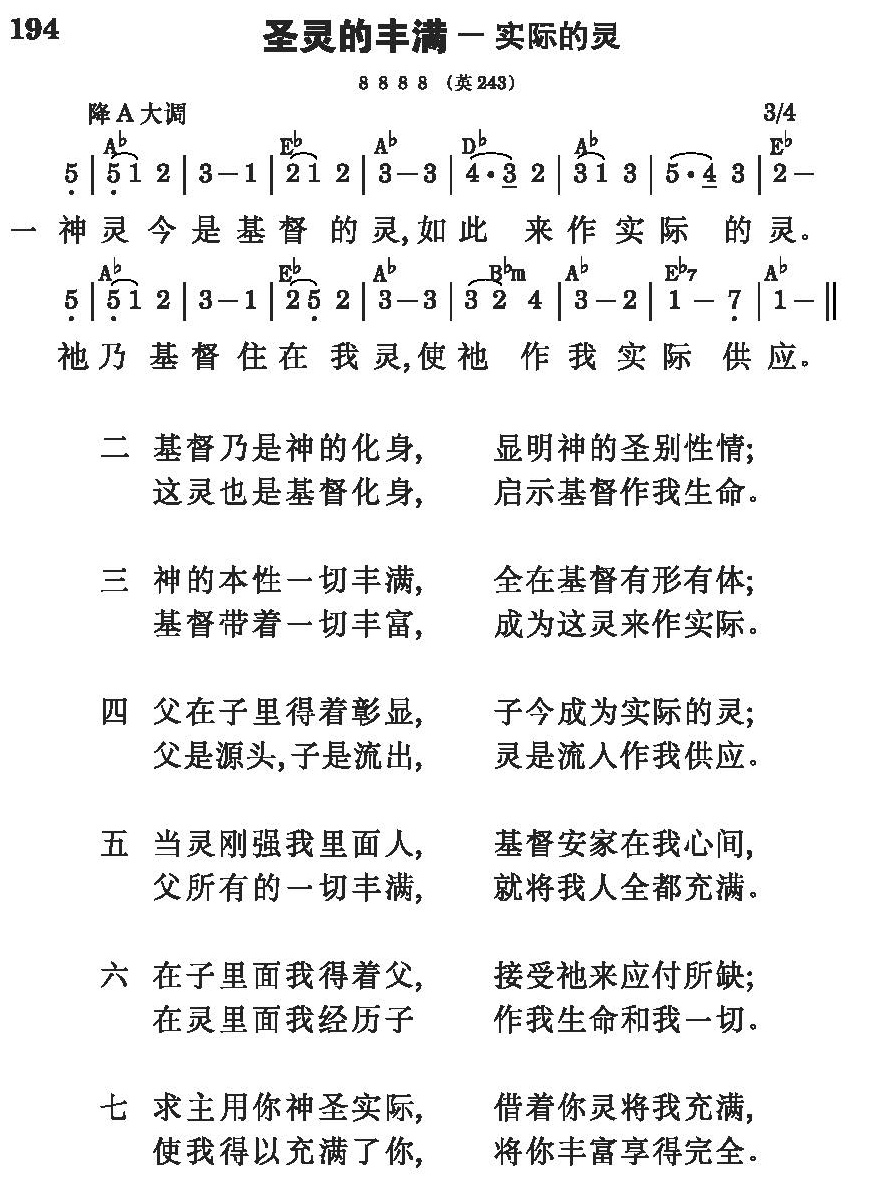 194
圣灵的丰满－实际的灵
8 8 8 8 （英243）
降A大调 3/4
A♭ E♭ A♭ D♭ A♭ E♭
5 | 5 1 2 | 3 – 1 | 2 1 2 | 3 – 3 | 4 · 3 2 | 3 1 3 | 5 · 4 3 | 2 –
一 神灵今是基督的灵,如此 来作实际 的灵。
A♭ E♭ A♭ B♭m A♭ E♭7 A♭
5 | 5 1 2 | 3 – 1 | 2 5 2 | 3 – 3 | 3 2 4 | 3 – 2 | 1 – 7 | 1 – ‖
祂乃基督住在我灵,使祂 作我实际 供应。
二 基督乃是神的化身, 显明神的圣别性情;
这灵也是基督化身, 启示基督作我生命。
三 神的本性一切丰满, 全在基督有形有体;
基督带着一切丰富, 成为这灵来作实际。
四 父在子里得着彰显, 子今成为实际的灵;
父是源头,子是流出, 灵是流入作我供应。
五 当灵刚强我里面人, 基督安家在我心间,
父所有的一切丰满, 就将我人全都充满。
六 在子里面我得着父, 接受祂来应付所缺;
在灵里面我经历子 作我生命和我一切。
七 求主用你神圣实际, 借着你灵将我充满,
使我得以充满了你, 将你丰富享得完全。